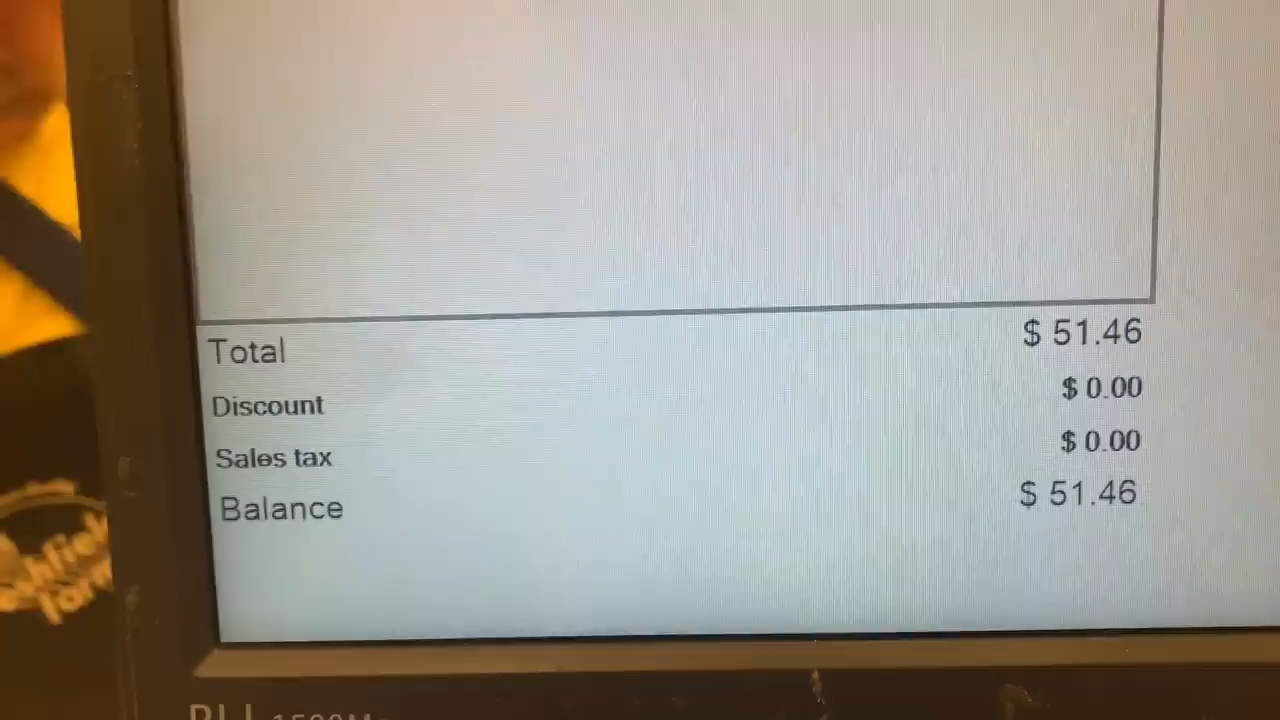 Total $ 51.46
Discount $ 0.00
Sales tax $ 0.00
Balance $ 51.46